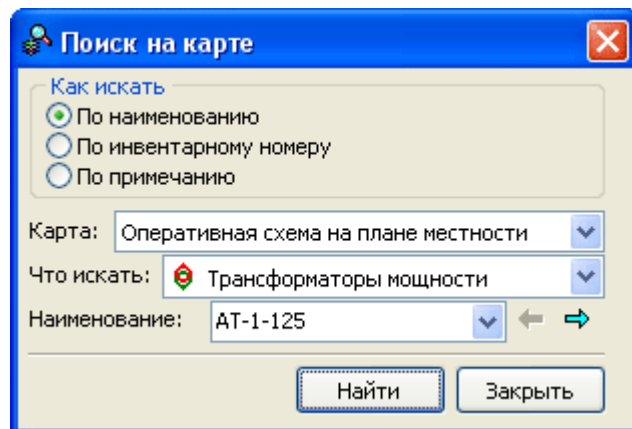 Поиск на карте
Как искать
По наименованию
По инвентарному номеру
По примечанию
Карта: Оперативная схема на плане местности
Что искать: Трансформаторы мощности
Наименование: АТ-1-125
Найти Закрыть